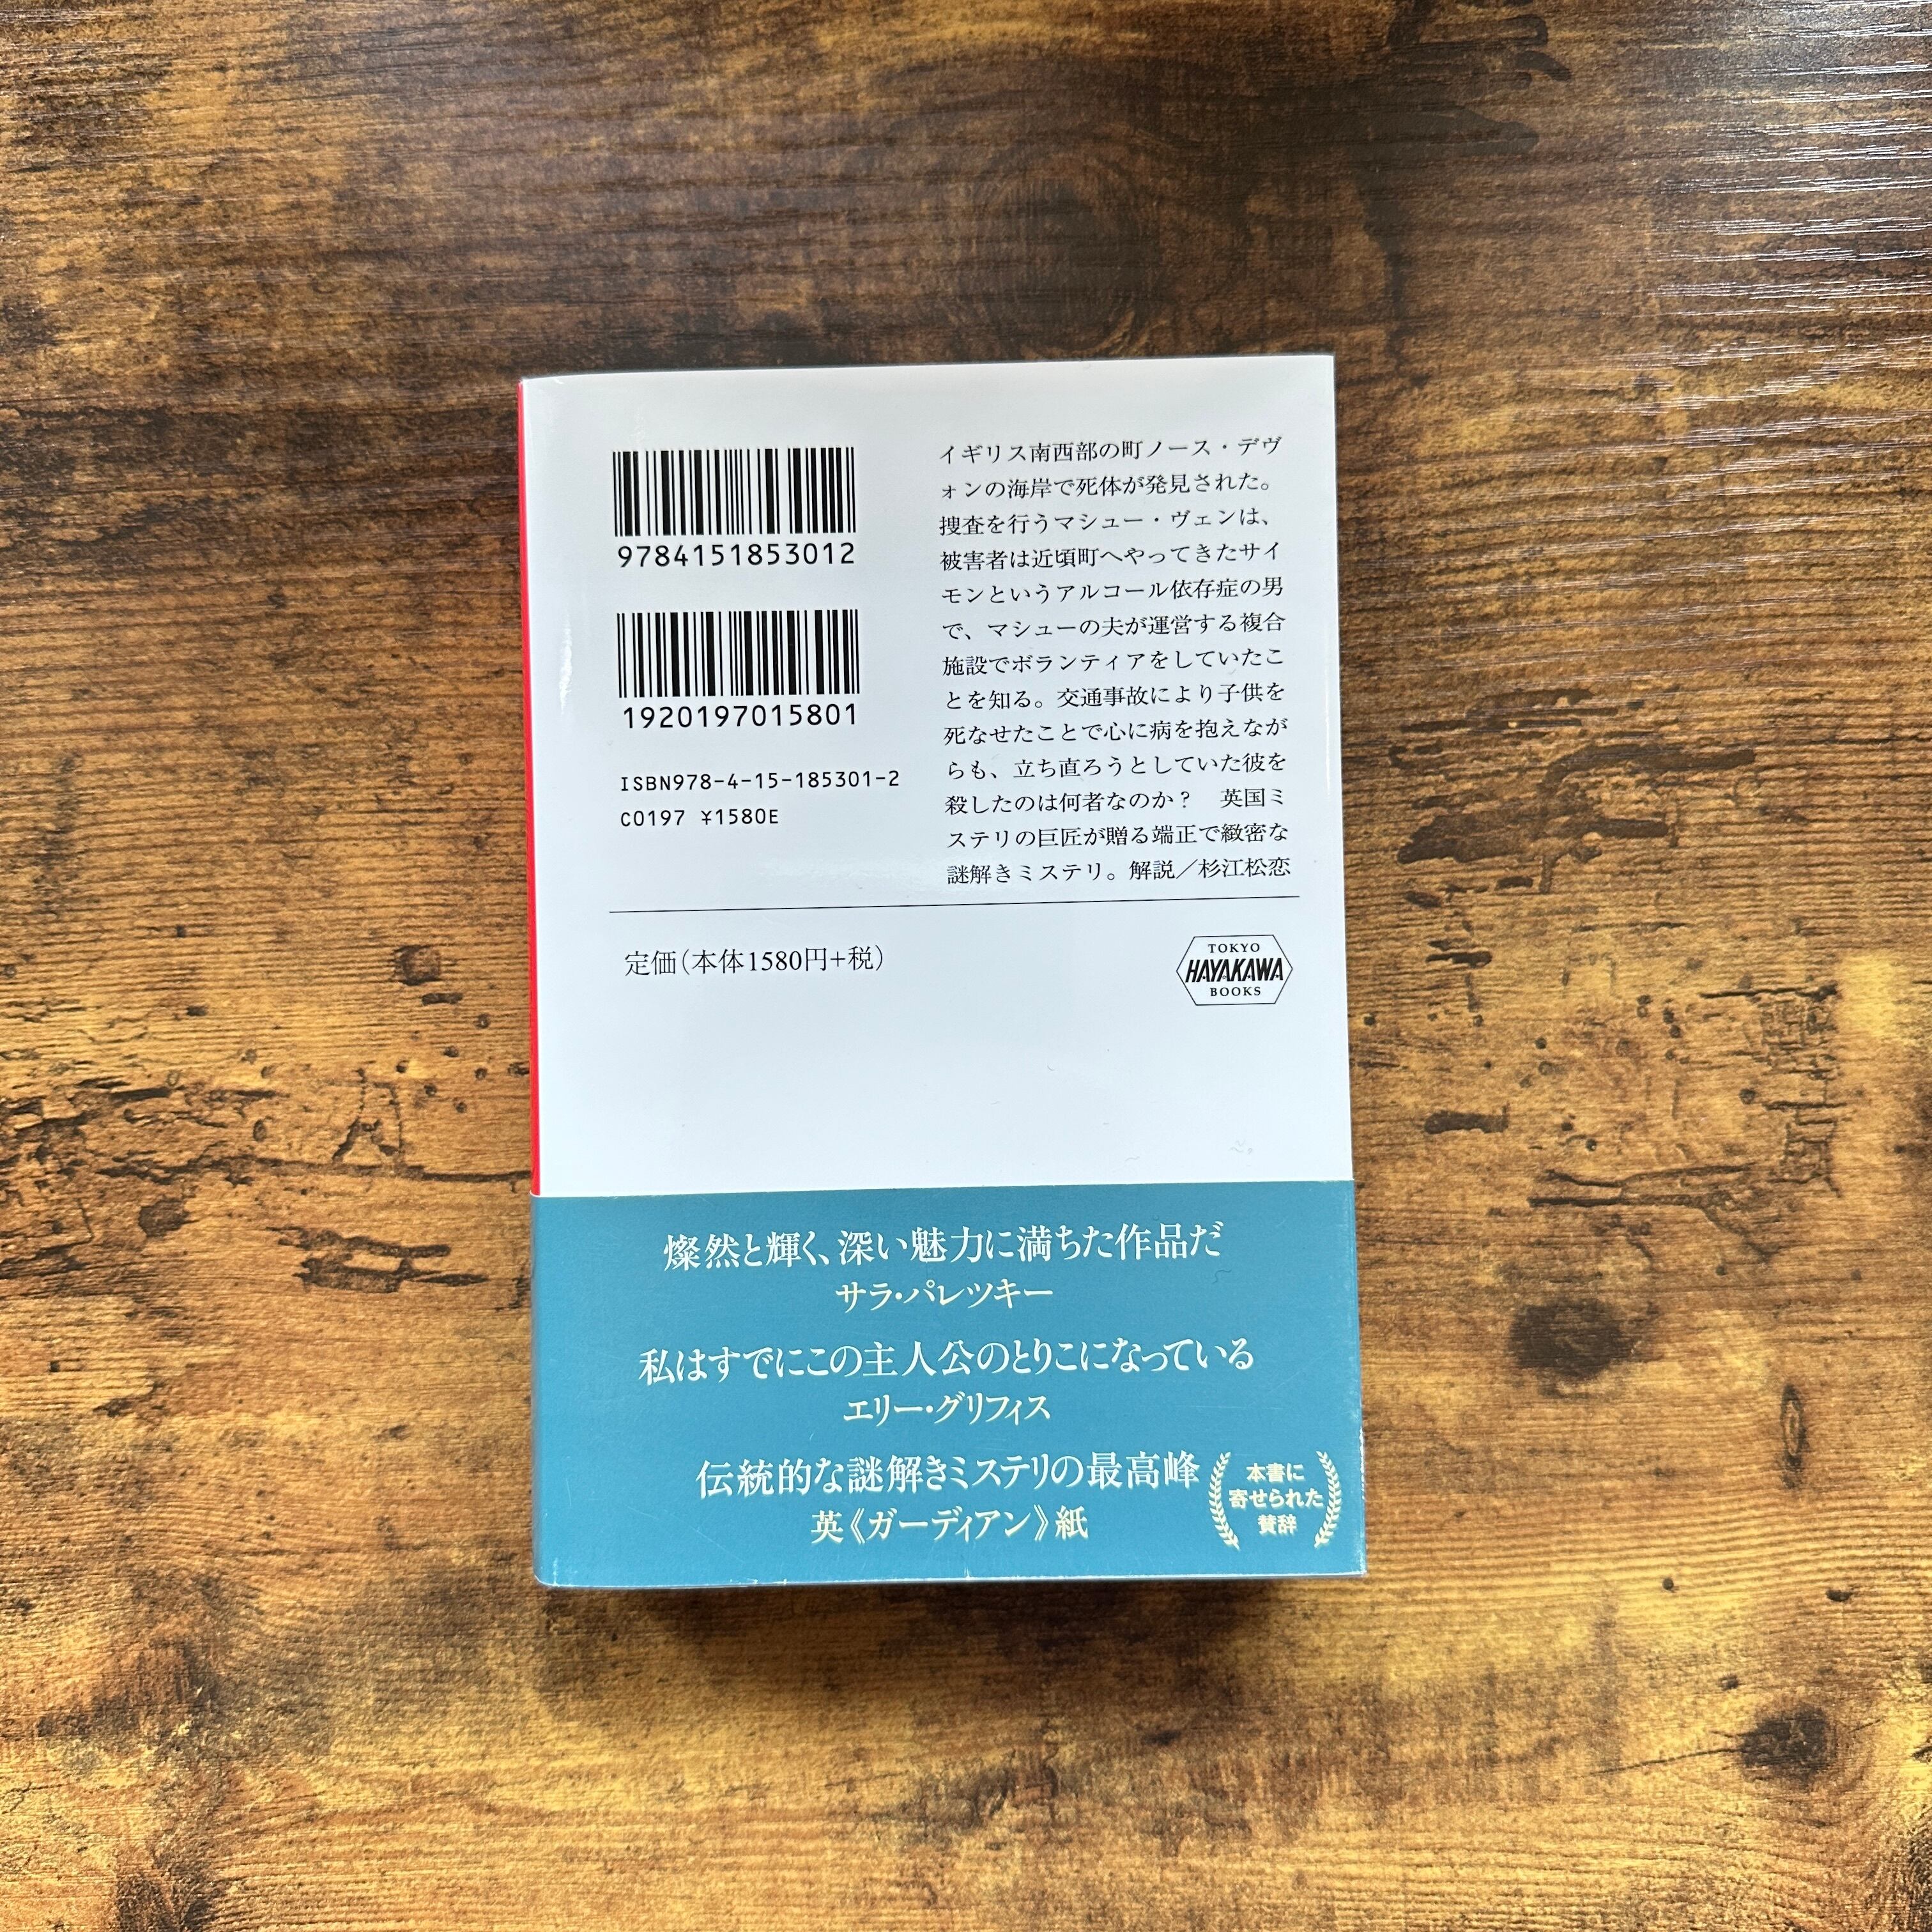 9784151853012
1920197015801
ISBN978-4-15-185301-2
C0197 ¥1580E
イギリス南西部の町ノース・デヴ
ォンの海岸で死体が発見された。
捜査を行うマシュー・ヴェンは、
被害者は近頃町へやってきたサイ
モンというアルコール依存症の男
で、マシューの夫が運営する複合
施設でボランティアをしていたこ
とを知る。交通事故により子供を
死なせたことで心に病を抱えなが
らも、立ち直ろうとしていた彼を
殺したのは何者なのか？　英国ミ
ステリの巨匠が贈る端正で緻密な
謎解きミステリ。解説／杉江松恋
定価(本体1580円+税)
TOKYO
HAYAKAWA
BOOKS
燦然と輝く、深い魅力に満ちた作品だ
サラ・パレツキー
私はすでにこの主人公のとりこになっている
エリー・グリフィス
伝統的な謎解きミステリの最高峰
英《ガーディアン》紙
本書に
寄せられた
賛辞